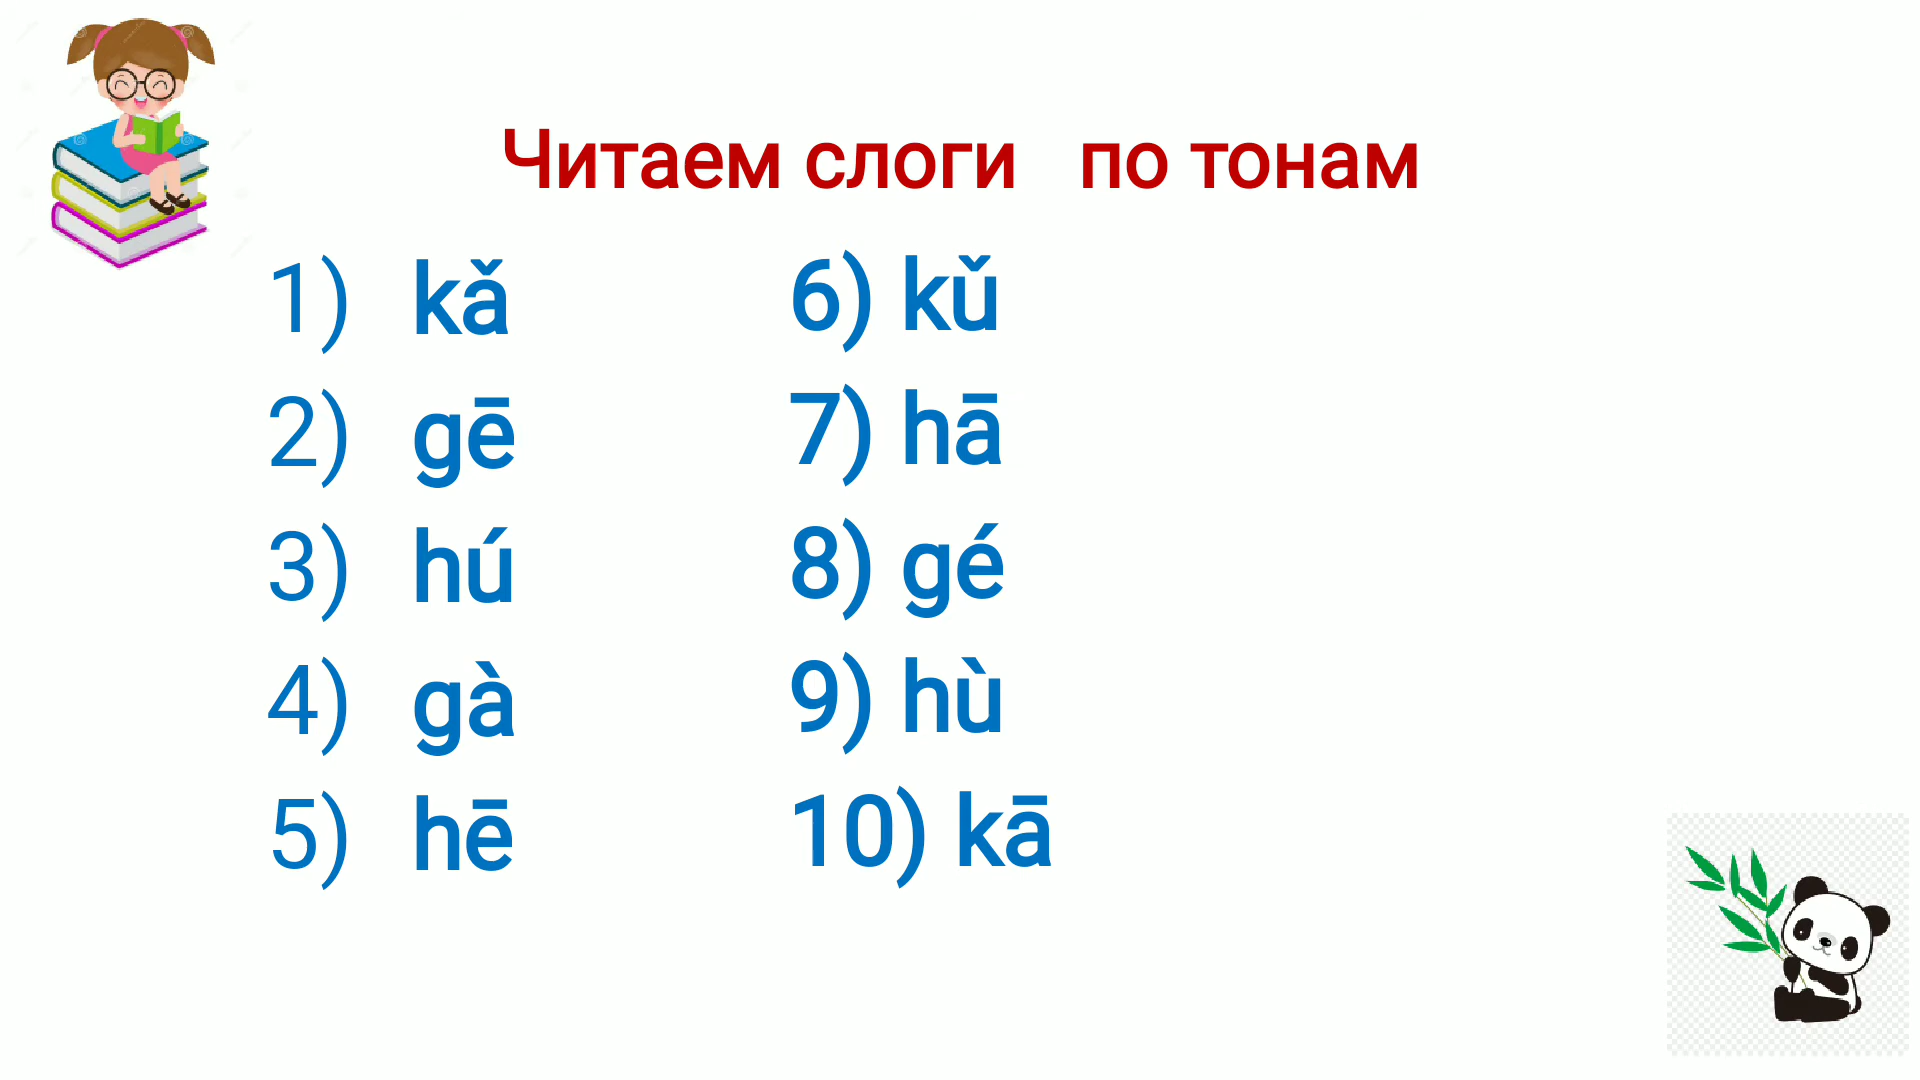 Читаем слоги по тонам
1) kǎ
2) gē
3) hú
4) gà
5) hē
6) kǔ
7) hā
8) gé
9) hù
10) kā